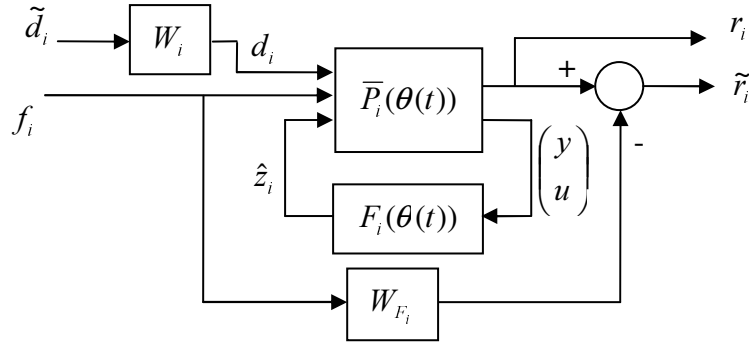 d̃ᵢ
Wᵢ
dᵢ
fᵢ
P̅ᵢ(θ(t))
+
rᵢ
r̃ᵢ
-
ẑᵢ
Fᵢ(θ(t))
(y
u)
W_{Fᵢ}